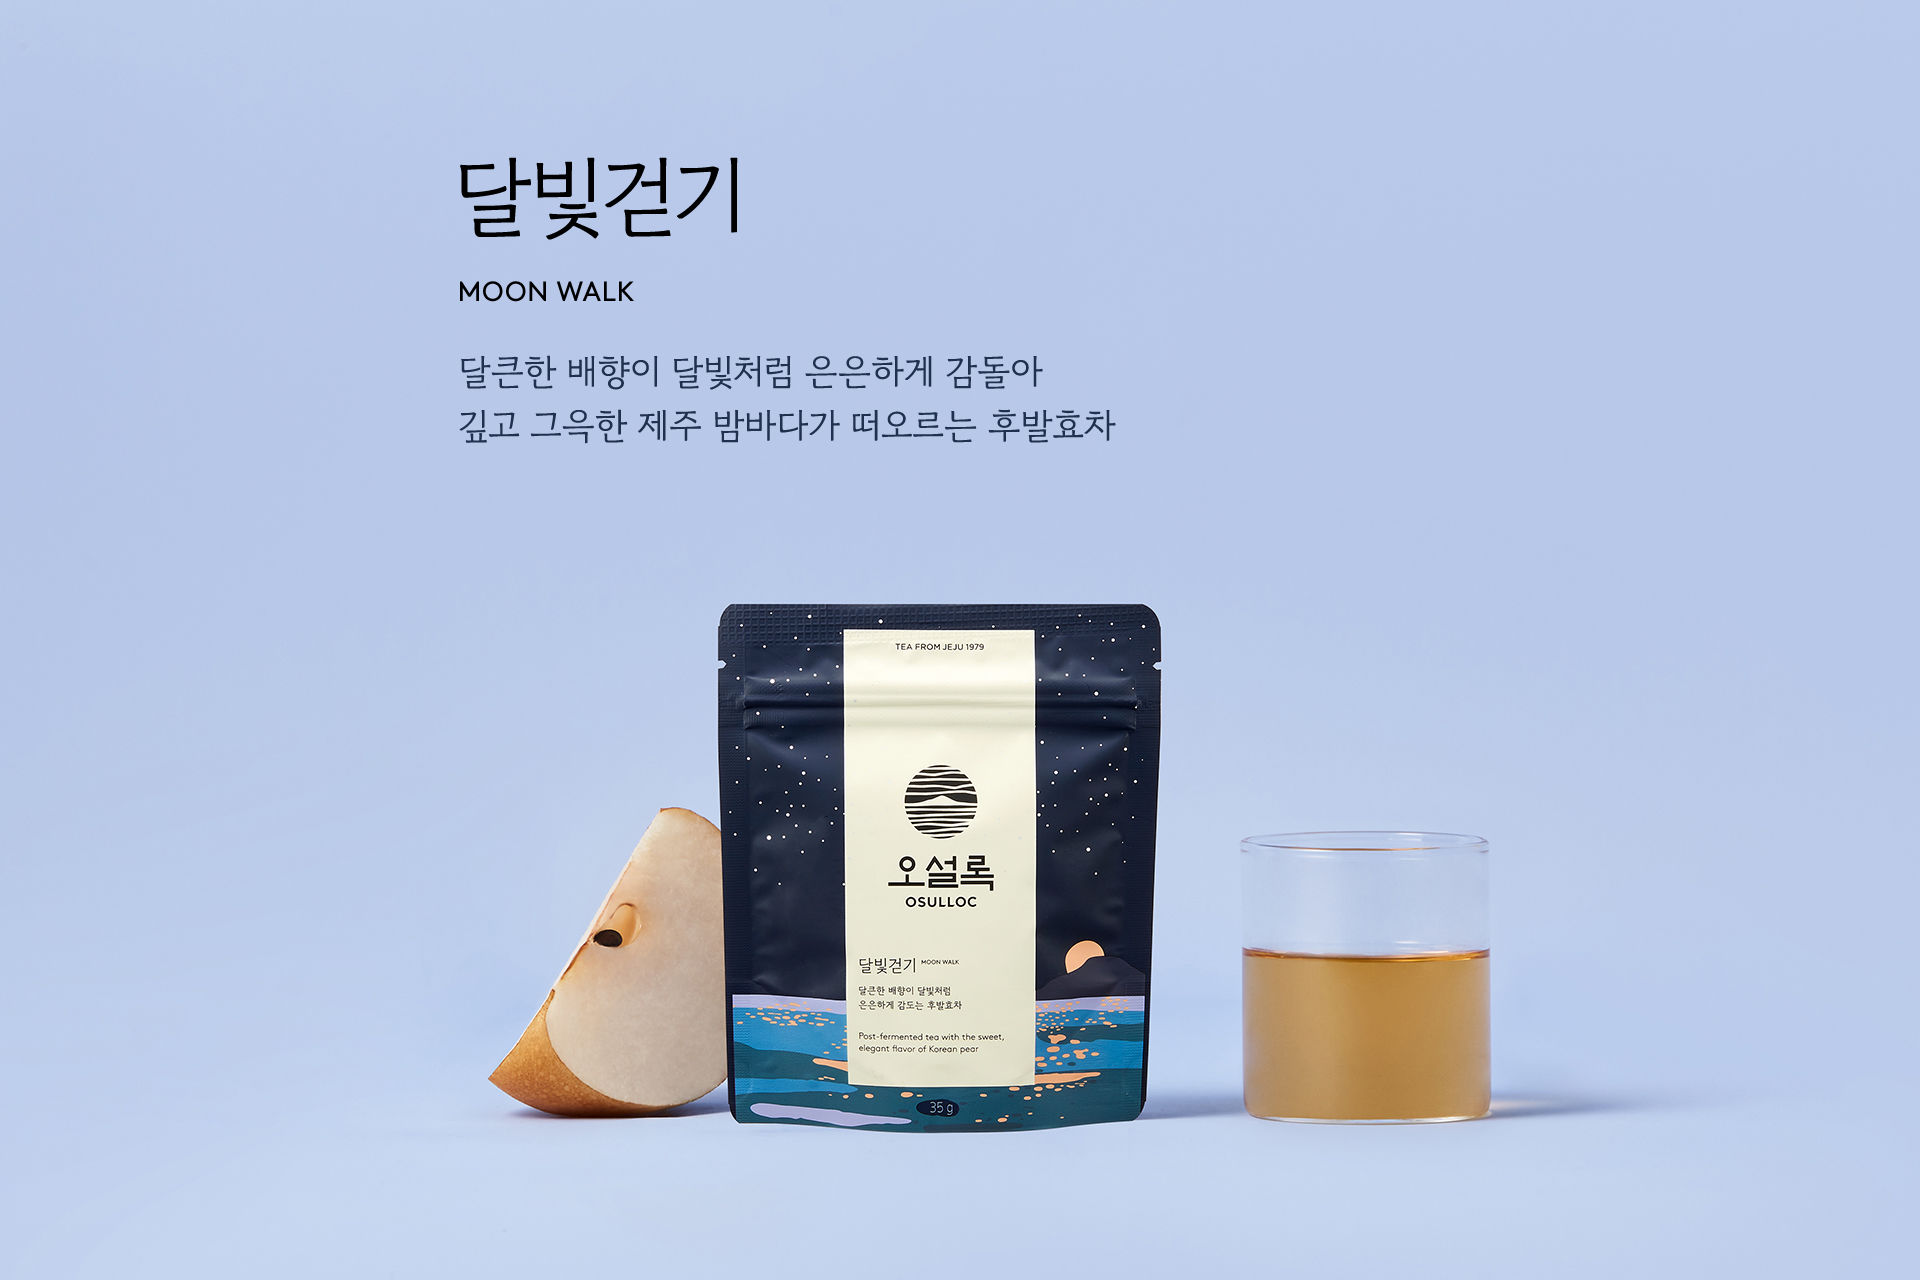 달빛걷기
MOON WALK
달큰한 배향이 달빛처럼 은은하게 감돌아
깊고 그윽한 제주 밤바다가 떠오르는 후발효차
TEA FROM JEJU 1979
오설록
OSULLOC
달빛걷기 MOON WALK
달큰한 배향이 달빛처럼
은은하게 감도는 후발효차
Post-fermented tea with the sweet,
elegant flavor of Korean pear
35 g